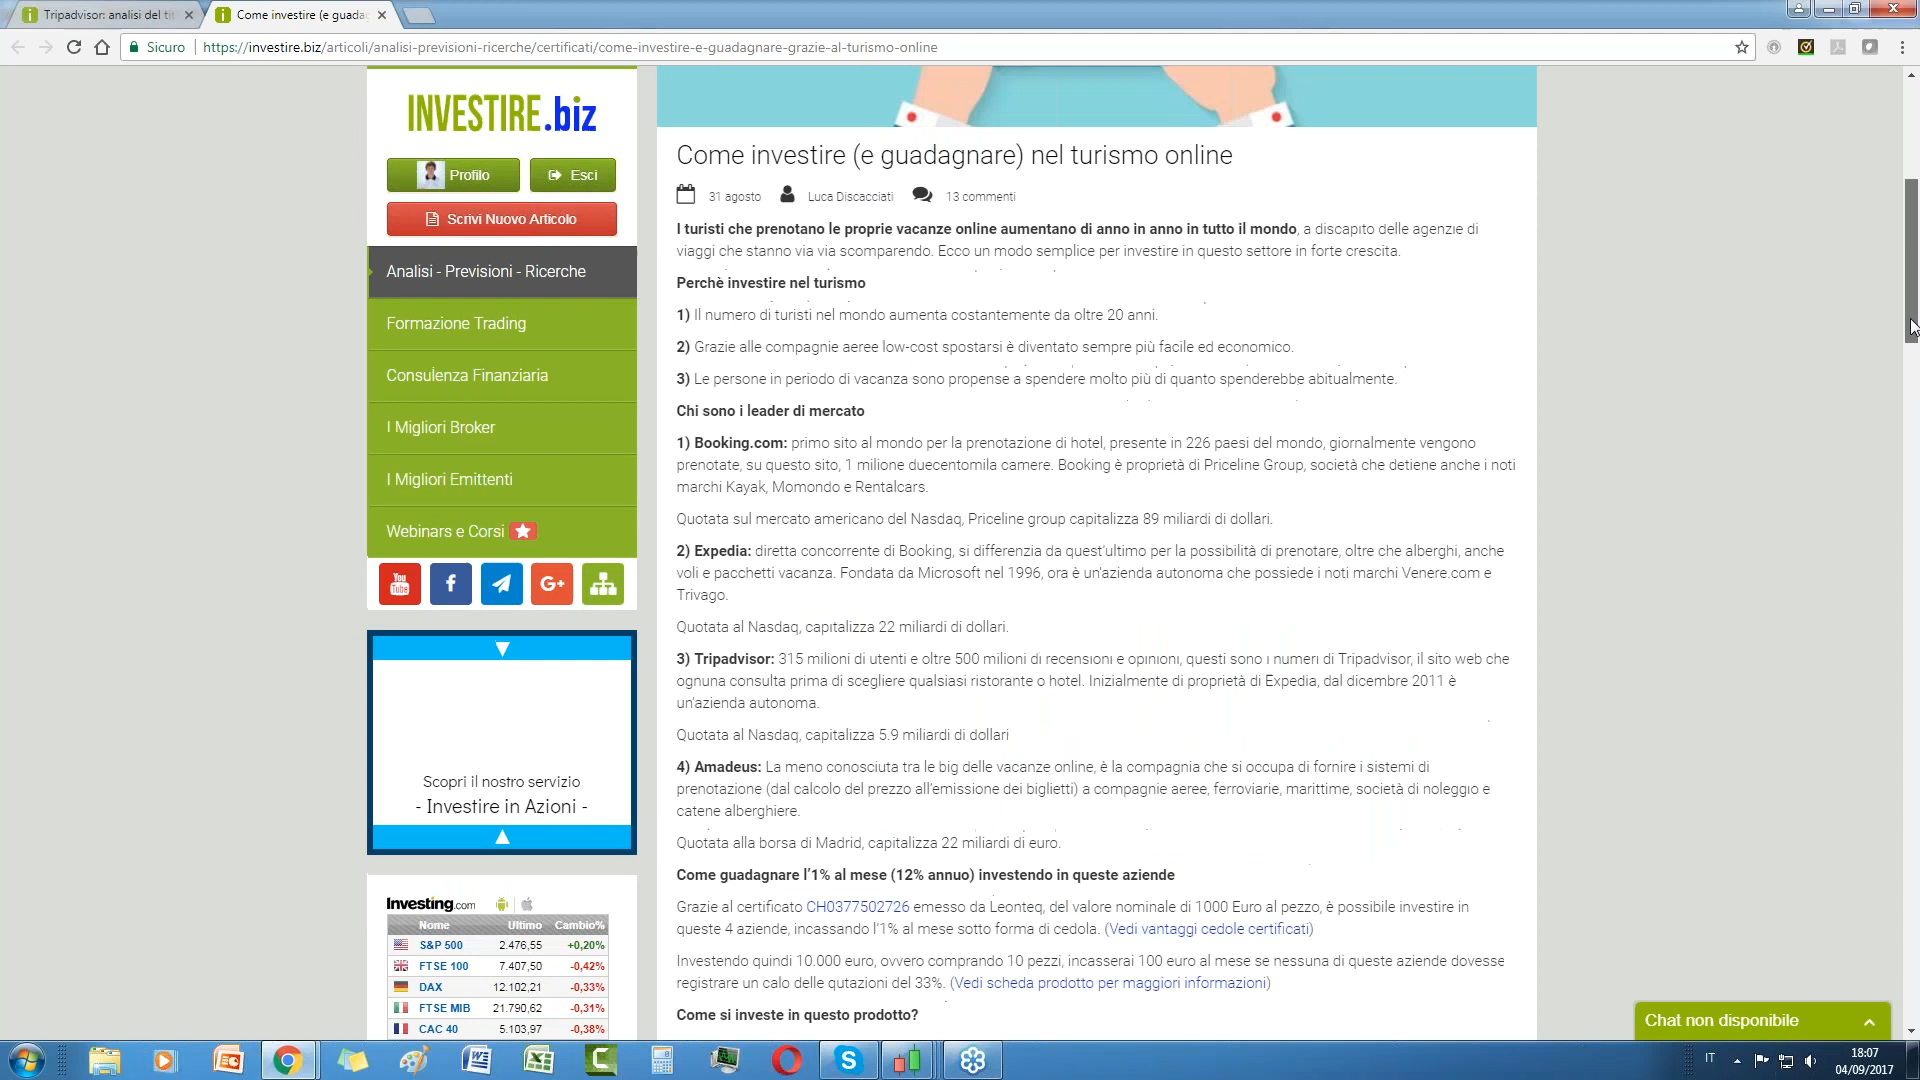 Tripadvisor: analisi del tit
Come investire (e guadag
Sicuro
https://investire.biz/articoli/analisi-previsioni-ricerche/certificati/come-investire-e-guadagnare-grazie-al-turismo-online
INVESTIRE.biz
Profilo
Esci
Scrivi Nuovo Articolo
Analisi - Previsioni - Ricerche
Formazione Trading
Consulenza Finanziaria
I Migliori Broker
I Migliori Emittenti
Webinars e Corsi
You
Tube
f
G+
Scopri il nostro servizio
- Investire in Azioni -
Investing.com
Nome Ultimo Cambio%
S&P 500 2.476,55 +0,20%
FTSE 100 7.407,50 -0,42%
DAX 12.102,21 -0,33%
FTSE MIB 21.790,62 -0,31%
CAC 40 5.103,97 -0,38%
Come investire (e guadagnare) nel turismo online
31 agosto Luca Discacciati 13 commenti
I turisti che prenotano le proprie vacanze online aumentano di anno in anno in tutto il mondo, a discapito delle agenzie di
viaggi che stanno via via scomparendo. Ecco un modo semplice per investire in questo settore in forte crescita.
Perchè investire nel turismo
1) Il numero di turisti nel mondo aumenta costantemente da oltre 20 anni.
2) Grazie alle compagnie aeree low-cost spostarsi è diventato sempre più facile ed economico.
3) Le persone in periodo di vacanza sono propense a spendere molto più di quanto spenderebbe abitualmente.
Chi sono i leader di mercato
1) Booking.com: primo sito al mondo per la prenotazione di hotel, presente in 226 paesi del mondo, giornalmente vengono
prenotate, su questo sito, 1 milione duecentomila camere. Booking è proprietà di Priceline Group, società che detiene anche i noti
marchi Kayak, Momondo e Rentalcars.
Quotata sul mercato americano del Nasdaq, Priceline group capitalizza 89 miliardi di dollari.
2) Expedia: diretta concorrente di Booking, si differenzia da quest'ultimo per la possibilità di prenotare, oltre che alberghi, anche
voli e pacchetti vacanza. Fondata da Microsoft nel 1996, ora è un'azienda autonoma che possiede i noti marchi Venere.com e
Trivago.
Quotata al Nasdaq, capitalizza 22 miliardi di dollari.
3) Tripadvisor: 315 milioni di utenti e oltre 500 milioni di recensioni e opinioni, questi sono i numeri di Tripadvisor, il sito web che
ognuna consulta prima di scegliere qualsiasi ristorante o hotel. Inizialmente di proprietà di Expedia, dal dicembre 2011 è
un'azienda autonoma.
Quotata al Nasdaq, capitalizza 5.9 miliardi di dollari
4) Amadeus: La meno conosciuta tra le big delle vacanze online, è la compagnia che si occupa di fornire i sistemi di
prenotazione (dal calcolo del prezzo all'emissione dei biglietti) a compagnie aeree, ferroviarie, marittime, società di noleggio e
catene alberghiere.
Quotata alla borsa di Madrid, capitalizza 22 miliardi di euro.
Come guadagnare l'1% al mese (12% annuo) investendo in queste aziende
Grazie al certificato CH0377502726 emesso da Leonteq, del valore nominale di 1000 Euro al pezzo, è possibile investire in
queste 4 aziende, incassando l'1% al mese sotto forma di cedola. (Vedi vantaggi cedole certificati)
Investendo quindi 10.000 euro, ovvero comprando 10 pezzi, incasserai 100 euro al mese se nessuna di queste aziende dovesse
registrare un calo delle qutazioni del 33%. (Vedi scheda prodotto per maggiori informazioni)
Come si investe in questo prodotto?
Chat non disponibile
IT
18:07
04/09/2017